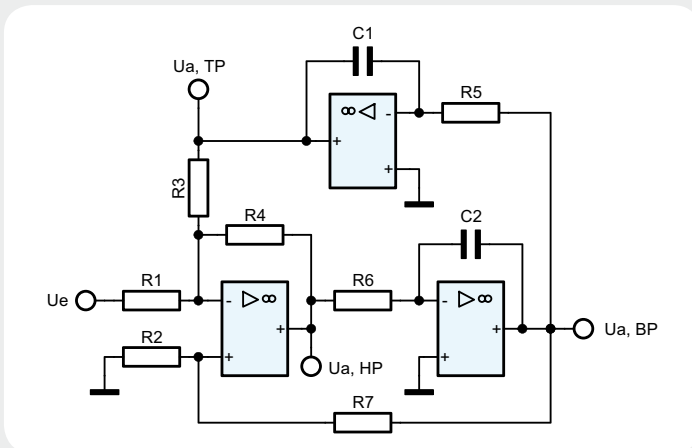 C1
Ua, TP
R5
∞
-
+
+
R3
R4
C2
Ue
R1
R6
-
∞
-
∞
+
+
Ua, BP
R2
+
+
Ua, HP
R7